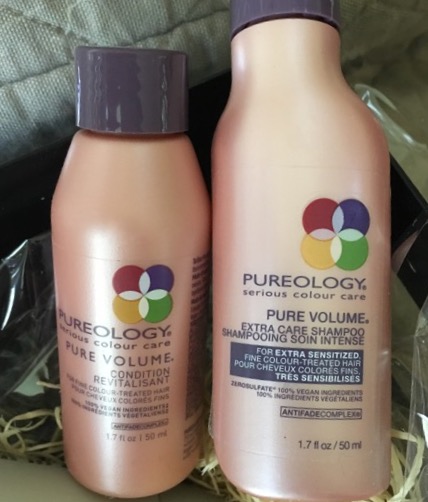 PUREOLOGY®
serious colour care
PURE VOLUME®
CONDITION
REVITALISANT
FOR FINE COLOUR-TREATED HAIR
POUR CHEVEUX COLORÉS FINS
100% VEGAN INGREDIENTS
100% INGRÉDIENTS VÉGÉTALIENS
ANTIFADECOMPLEX®
1.7 fl oz / 50 mL
PUREOLOGY®
serious colour care
PURE VOLUME®
EXTRA CARE SHAMPOO
SHAMPOOING SOIN INTENSE
FOR EXTRA SENSITIZED,
FINE COLOUR-TREATED HAIR
POUR CHEVEUX COLORÉS FINS,
TRÈS SENSIBILISÉS
ZEROSULFATE® 100% VEGAN INGREDIENTS
100% INGRÉDIENTS VÉGÉTALIENS
ANTIFADECOMPLEX®
1.7 fl oz / 50 mL